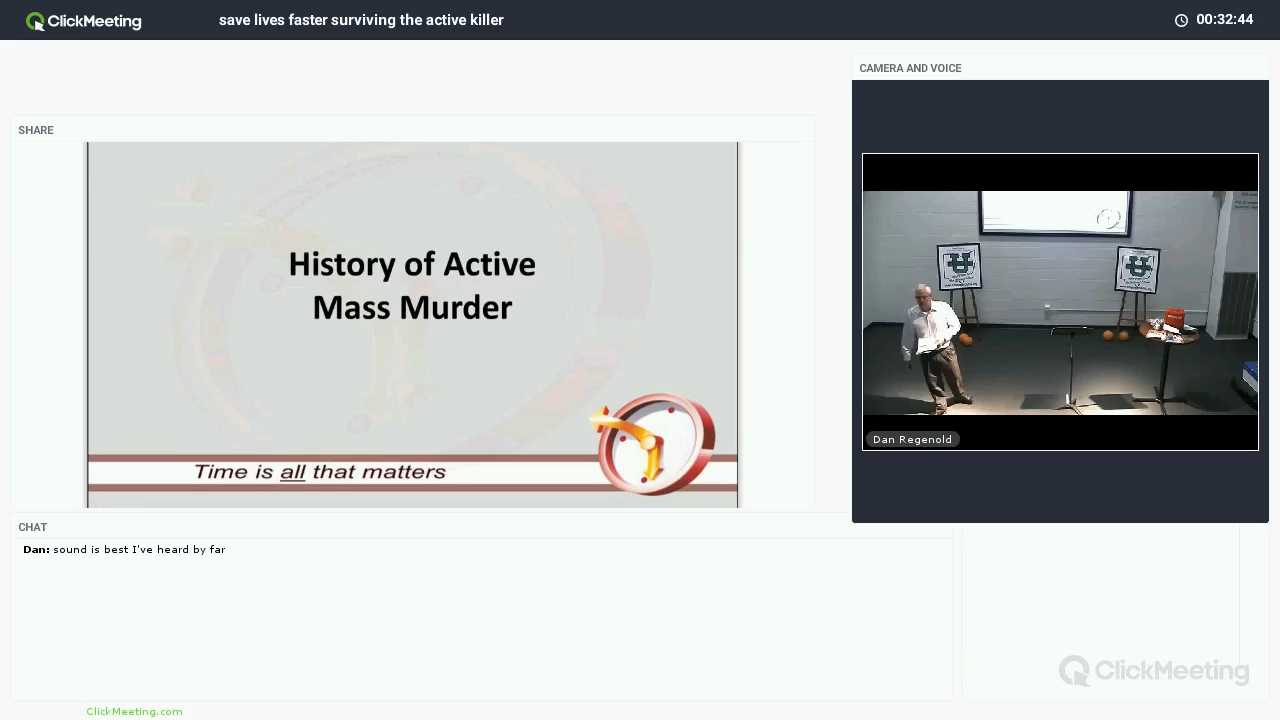 ClickMeeting
save lives faster surviving the active killer
00:32:44
CAMERA AND VOICE
SHARE
History of Active
Mass Murder
Time is all that matters
Dan Regenold
CHAT
Dan: sound is best I've heard by far
ClickMeeting
ClickMeeting.com